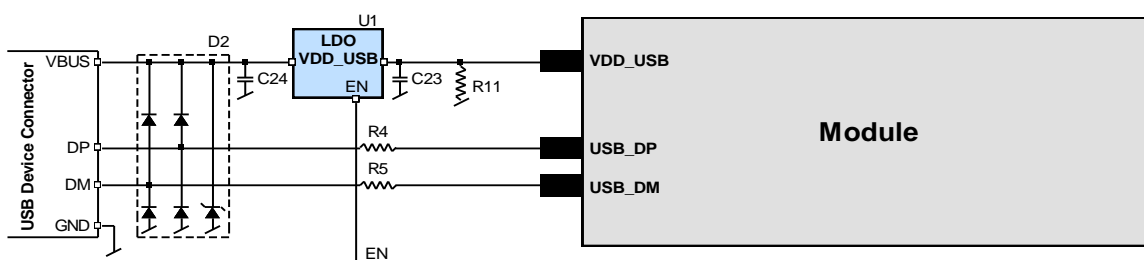 U1
D2
LDO
VDD_USB
VBUS
C24
C23
R11
VDD_USB
EN
USB Device Connector
Module
R4
DP
USB_DP
R5
DM
USB_DM
GND
EN